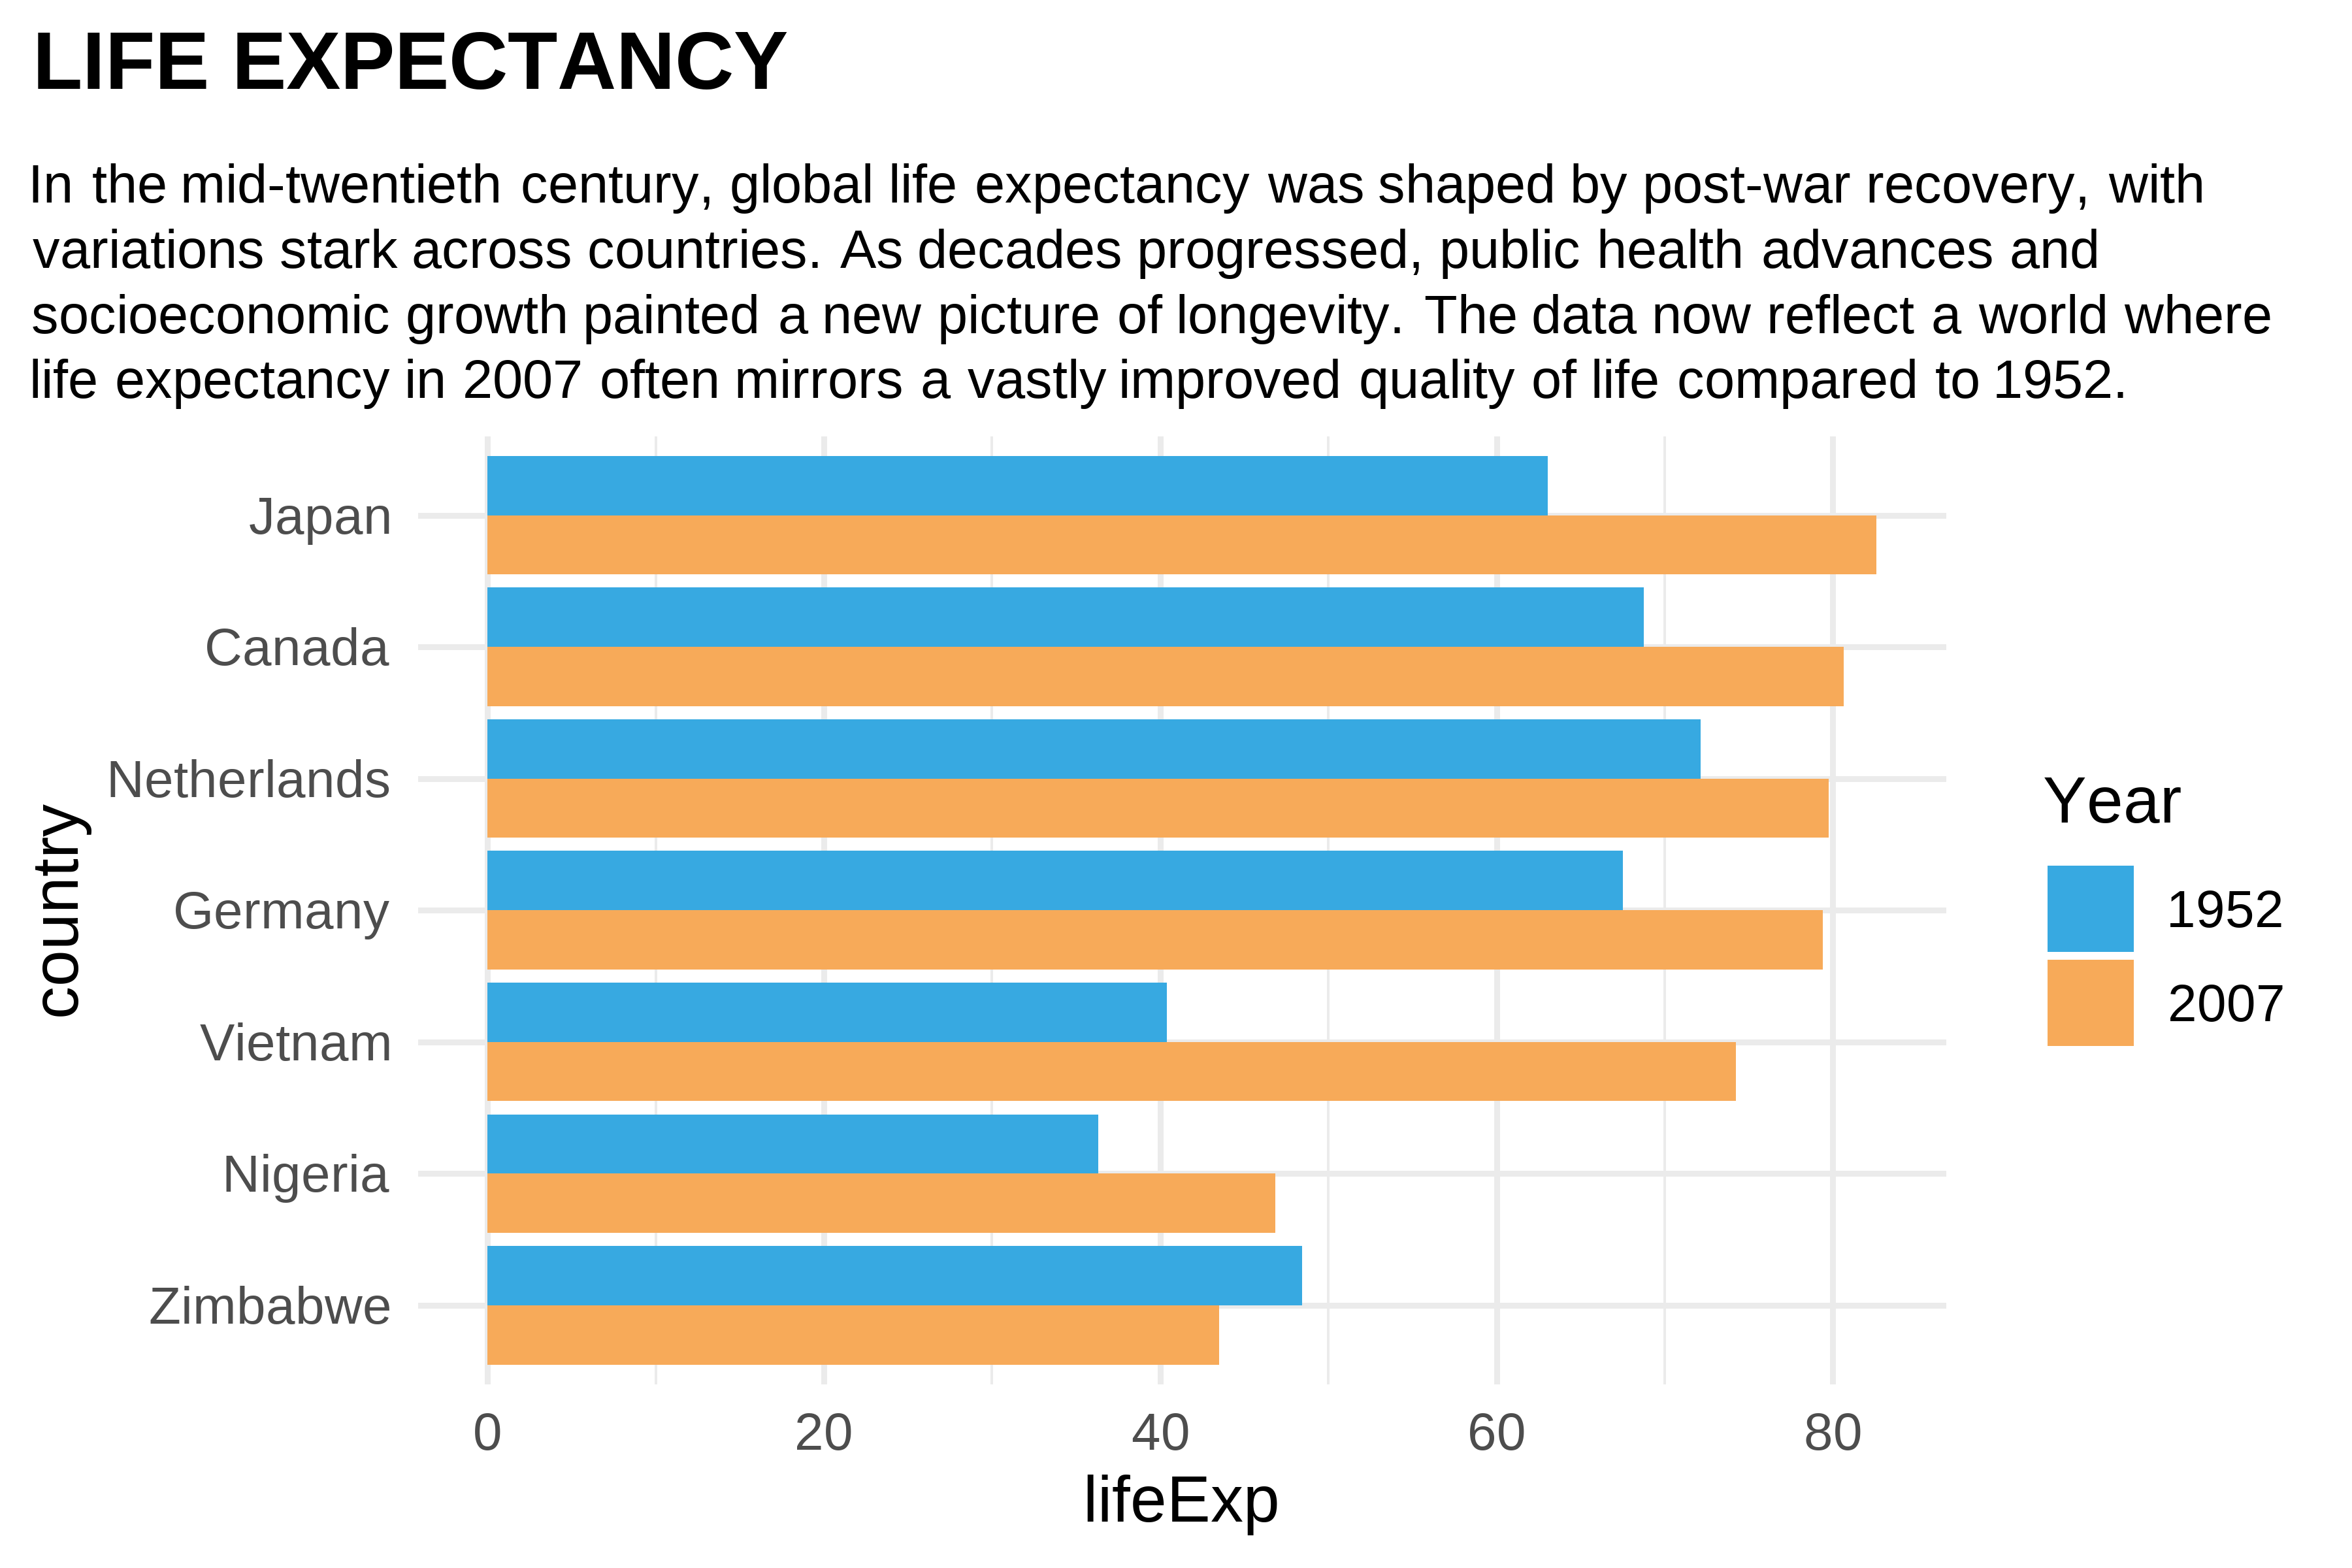 LIFE EXPECTANCY
In the mid-twentieth century, global life expectancy was shaped by post-war recovery, with
variations stark across countries. As decades progressed, public health advances and
socioeconomic growth painted a new picture of longevity. The data now reflect a world where
life expectancy in 2007 often mirrors a vastly improved quality of life compared to 1952.
country
Japan
Canada
Netherlands
Germany
Vietnam
Nigeria
Zimbabwe
0 20 40 60 80
lifeExp
Year
1952
2007